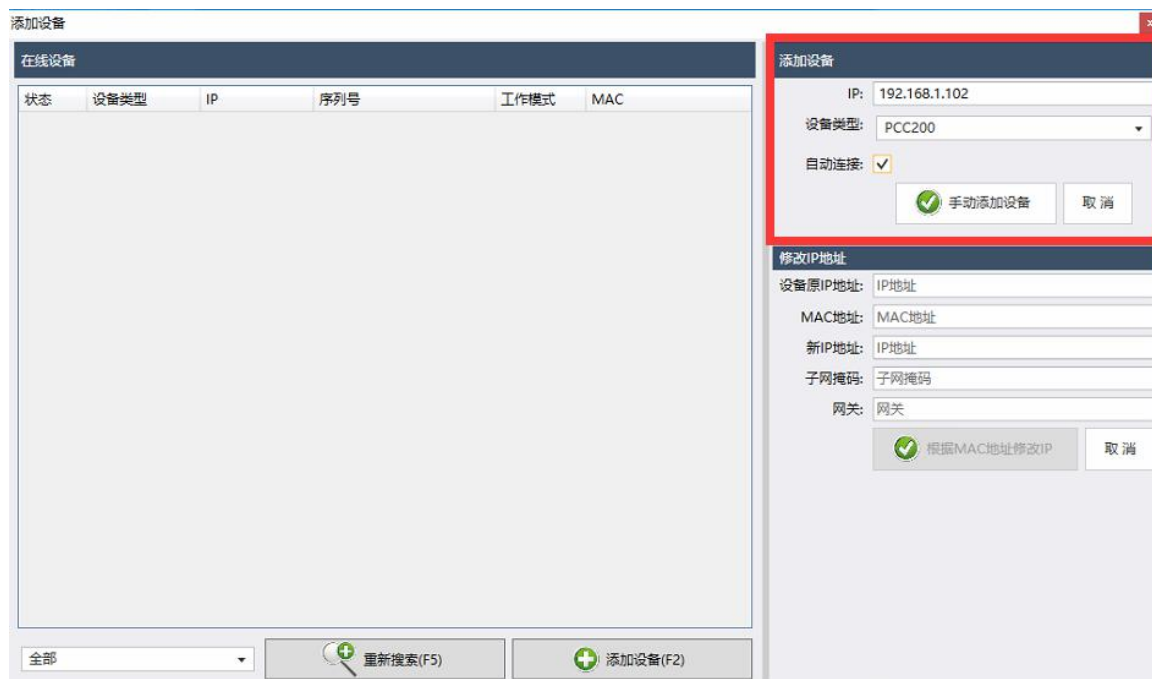 添加设备
在线设备
状态 设备类型 IP 序列号 工作模式 MAC
全部
重新搜索(F5)
添加设备(F2)
添加设备
IP: 192.168.1.102
设备类型: PCC200
自动连接:
手动添加设备 取消
修改IP地址
设备原IP地址: IP地址
MAC地址: MAC地址
新IP地址: IP地址
子网掩码: 子网掩码
网关: 网关
根据MAC地址修改IP 取消